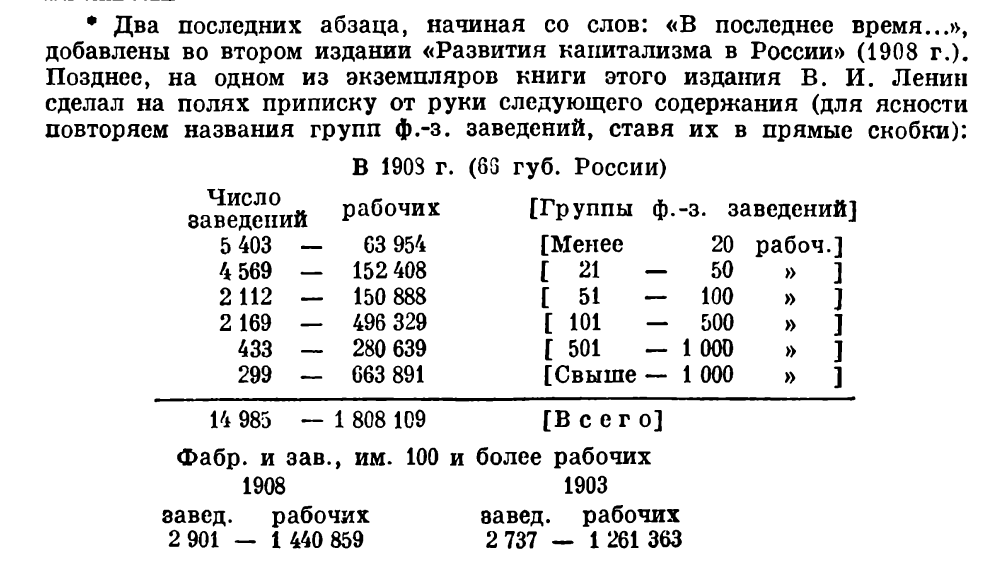 * Два последних абзаца, начиная со слов: «В последнее время...»,
добавлены во втором издании «Развития капитализма в России» (1908 г.).
Позднее, на одном из экземпляров книги этого издания В. И. Ленин
сделал на полях приписку от руки следующего содержания (для ясности
повторяем названия групп ф.-з. заведений, ставя их в прямые скобки):
В 1908 г. (66 губ. России)
Число заведений рабочих [Группы ф.-з. заведений]
5 403 — 63 954 [Менее 20 рабоч.]
4 569 — 152 408 [ 21 — 50 » ]
2 112 — 150 888 [ 51 — 100 » ]
2 169 — 496 329 [ 101 — 500 » ]
433 — 280 639 [ 501 — 1 000 » ]
299 — 663 891 [Свыше — 1 000 » ]
14 985 — 1 808 109 [Всего]
Фабр. и зав., им. 100 и более рабочих
1908 1903
завед. рабочих завед. рабочих
2 901 — 1 440 859 2 737 — 1 261 363